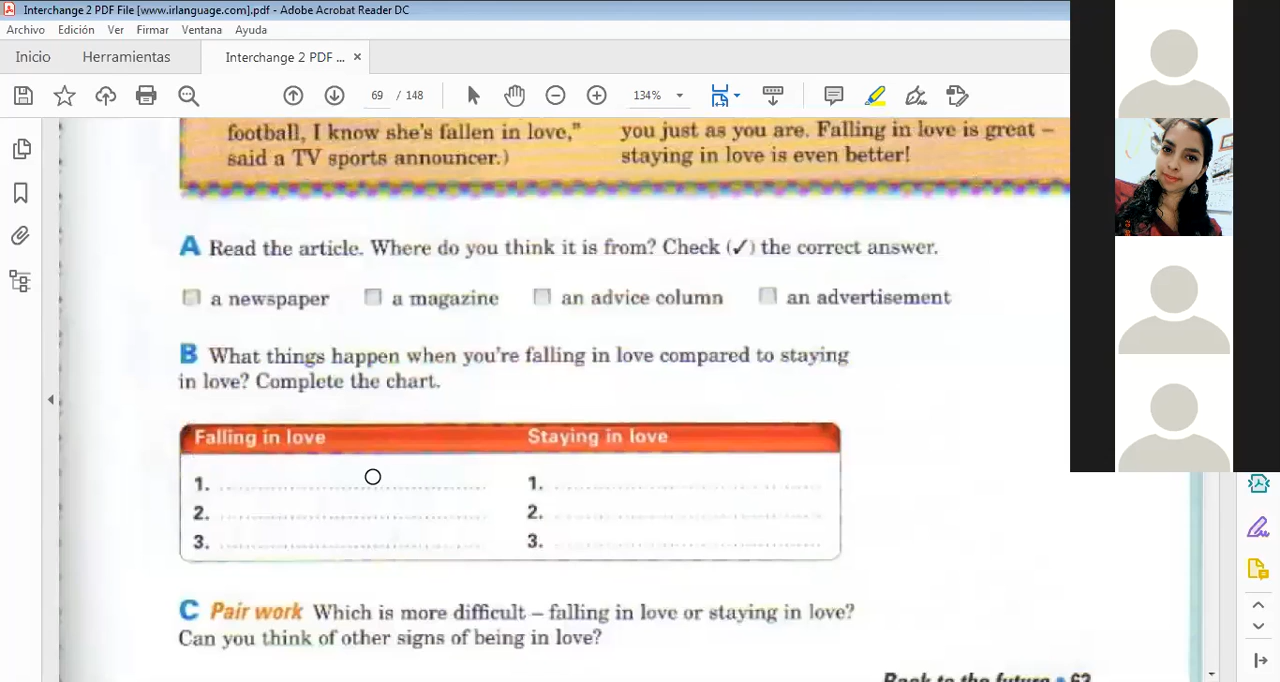 Interchange 2 PDF File [www.irlanguage.com].pdf - Adobe Acrobat Reader DC
Archivo Edición Ver Firmar Ventana Ayuda
Inicio Herramientas Interchange 2 PDF ... ×
69 / 148 134%
football, I know she's fallen in love,"
said a TV sports announcer.)
you just as you are. Falling in love is great –
staying in love is even better!
A Read the article. Where do you think it is from? Check (✓) the correct answer.
a newspaper a magazine an advice column an advertisement
B What things happen when you're falling in love compared to staying
in love? Complete the chart.
Falling in love Staying in love
1. 1.
2. 2.
3. 3.
C Pair work Which is more difficult – falling in love or staying in love?
Can you think of other signs of being in love?
Back to the future • 63